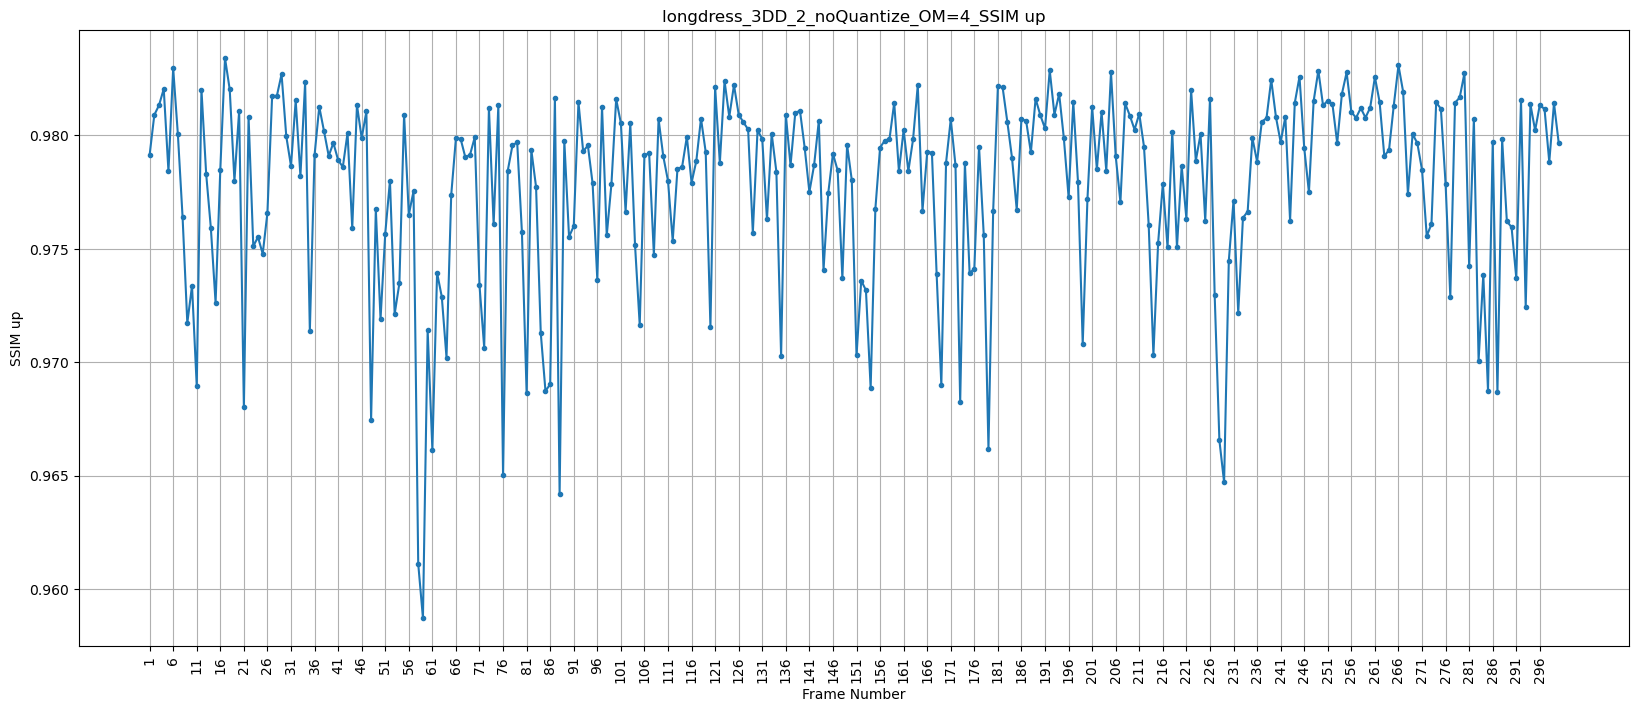 longdress_3DD_2_noQuantize_OM=4_SSIM up
0.980
0.975
0.970
0.965
0.960
SSIM up
1 6 11 16 21 26 31 36 41 46 51 56 61 66 71 76 81 86 91 96 101 106 111 116 121 126 131 136 141 146 151 156 161 166 171 176 181 186 191 196 201 206 211 216 221 226 231 236 241 246 251 256 261 266 271 276 281 286 291 296
Frame Number